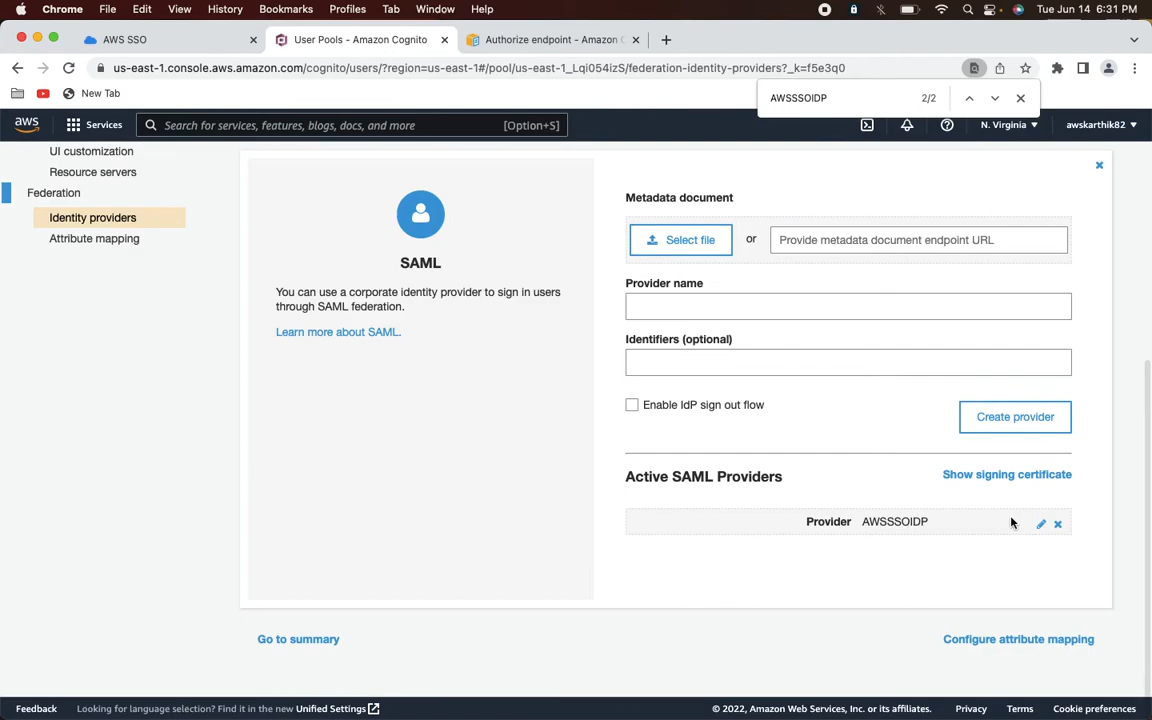 Chrome File Edit View History Bookmarks Profiles Tab Window Help Tue Jun 14 6:31 PM
AWS SSO User Pools - Amazon Cognito Authorize endpoint - Amazon C
us-east-1.console.aws.amazon.com/cognito/users/?region=us-east-1#/pool/us-east-1_Lqi054izS/federation-identity-providers?_k=f5e3q0
New Tab
AWSSSOIDP 2/2
aws Services Search for services, features, blogs, docs, and more [Option+S] N. Virginia awskarthik82
UI customization
Resource servers
Federation
Identity providers
Attribute mapping
SAML
You can use a corporate identity provider to sign in users
through SAML federation.
Learn more about SAML.
Metadata document
Select file or Provide metadata document endpoint URL
Provider name
Identifiers (optional)
Enable IdP sign out flow
Create provider
Active SAML Providers Show signing certificate
Provider AWSSSOIDP
Go to summary Configure attribute mapping
Feedback Looking for language selection? Find it in the new Unified Settings © 2022, Amazon Web Services, Inc. or its affiliates. Privacy Terms Cookie preferences